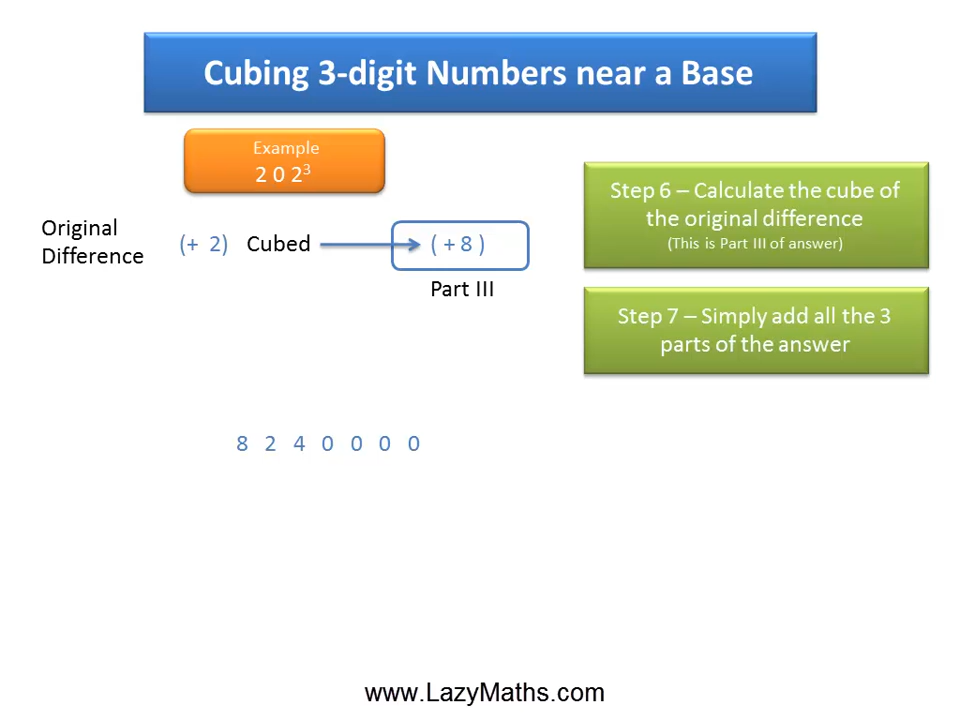 Cubing 3-digit Numbers near a Base
Example
2 0 2³
Original
Difference
(+ 2) Cubed
( + 8 )
Part III
Step 6 – Calculate the cube of
the original difference
(This is Part III of answer)
Step 7 – Simply add all the 3
parts of the answer
8 2 4 0 0 0 0
www.LazyMaths.com